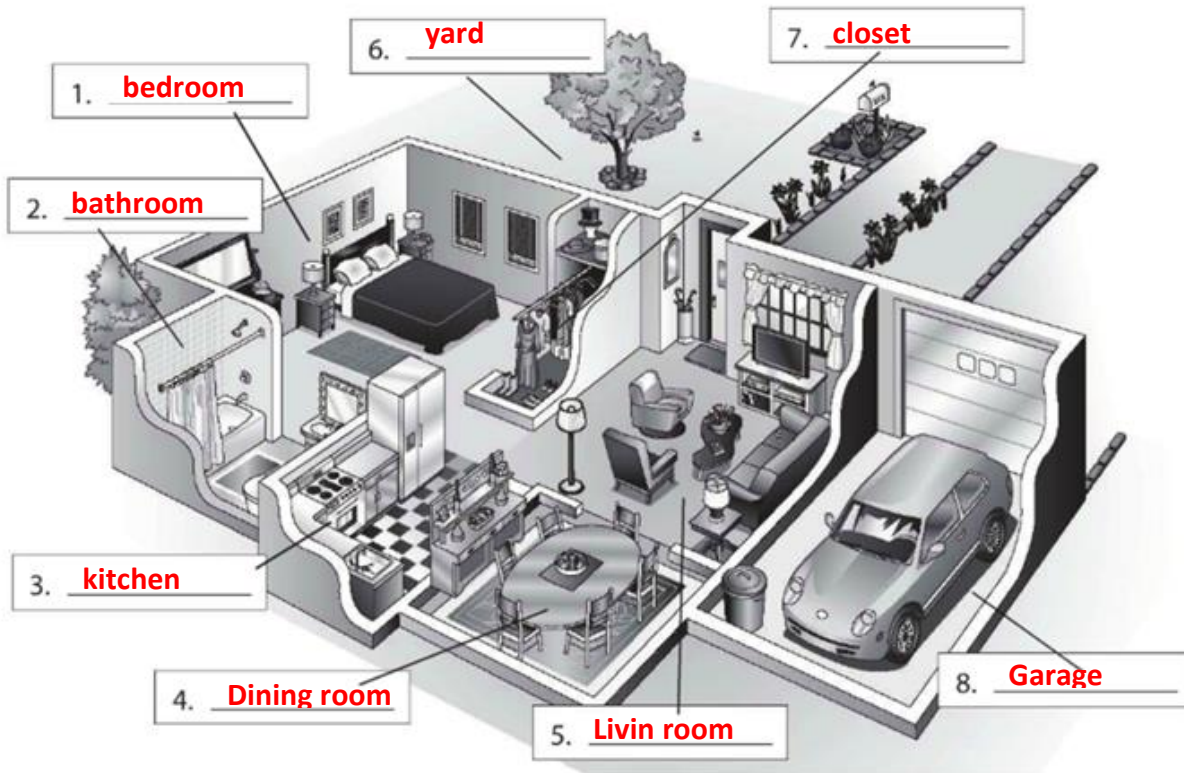 1. bedroom
2. bathroom
3. kitchen
4. Dining room
5. Livin room
6. yard
7. closet
8. Garage